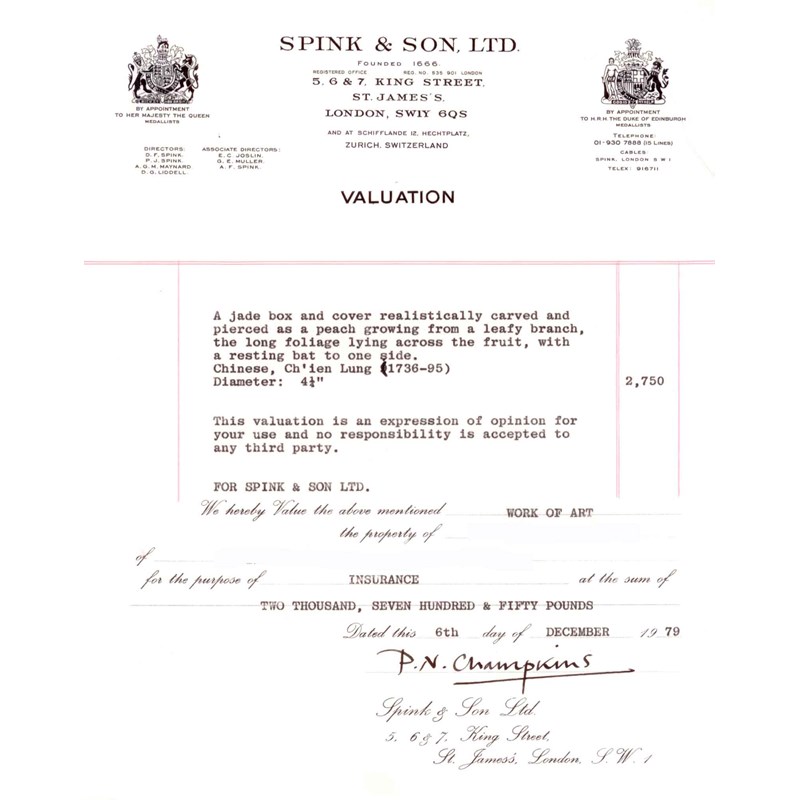 SPINK & SON, LTD.
FOUNDED 1666.
REGISTERED OFFICE REG. NO. 635 901 LONDON
5, 6 & 7, KING STREET,
ST. JAMES'S,
LONDON, SW1Y 6QS
AND AT SCHIFFLANDE 12, HECHTPLATZ,
ZURICH, SWITZERLAND
BY APPOINTMENT
TO HER MAJESTY THE QUEEN
MEDALLISTS
BY APPOINTMENT
TO H.R.H. THE DUKE OF EDINBURGH
MEDALLISTS
DIRECTORS:
D. F. SPINK.
P. J. SPINK.
A. G. M. MAYNARD
D. G. LIDDELL
ASSOCIATE DIRECTORS:
E. C. JOSLIN.
G. E. MULLER.
A. F. SPINK.
TELEPHONE:
01-930 7888 (15 LINES)
CABLES:
SPINK, LONDON S W 1
TELEX: 916711
VALUATION
A jade box and cover realistically carved and
pierced as a peach growing from a leafy branch,
the long foliage lying across the fruit, with
a resting bat to one side.
Chinese, Ch'ien Lung (1736-95)
Diameter: 4¼" 2,750
This valuation is an expression of opinion for
your use and no responsibility is accepted to
any third party.
FOR SPINK & SON LTD.
We hereby Value the above mentioned WORK OF ART
the property of
of
for the purpose of INSURANCE at the sum of
TWO THOUSAND, SEVEN HUNDRED & FIFTY POUNDS
Dated this 6th day of DECEMBER 1979
P.N. Champkins
Spink & Son Ltd.
5, 6 & 7, King Street,
St. James's, London, S.W. 1